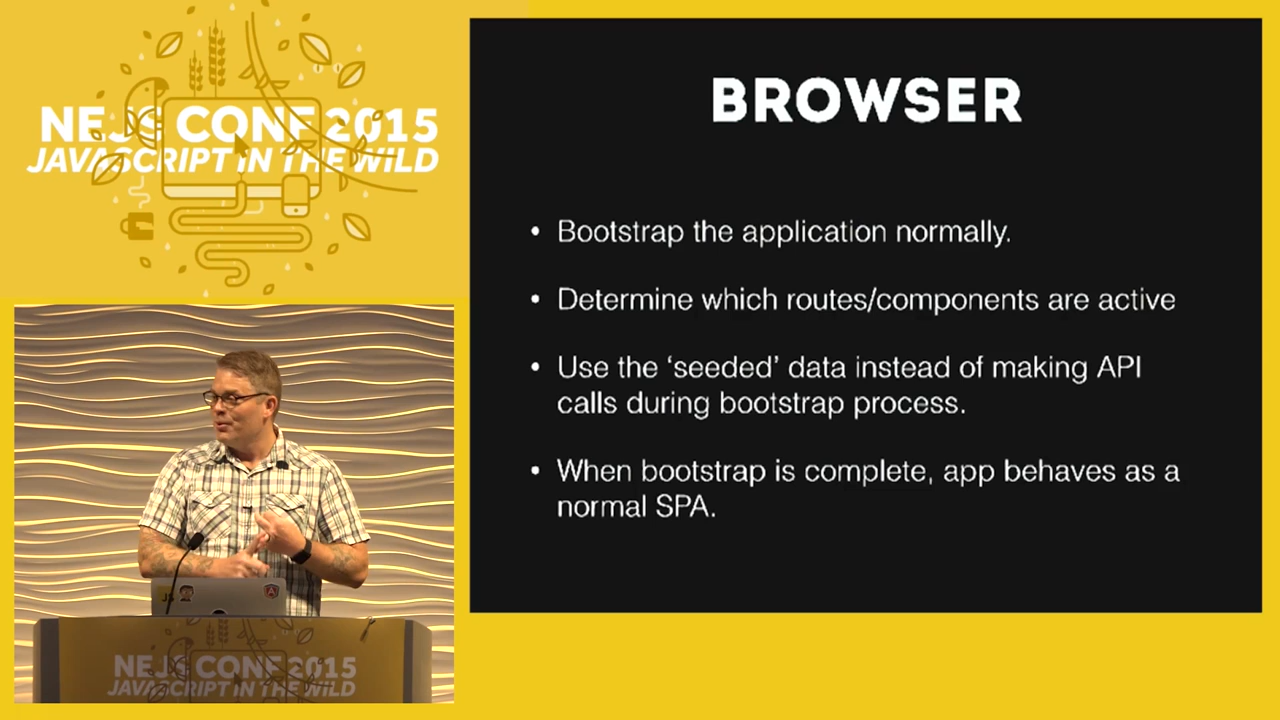 NEJS CONF 2015
JAVASCRIPT IN THE WILD
BROWSER
• Bootstrap the application normally.
• Determine which routes/components are active
• Use the ‘seeded’ data instead of making API
calls during bootstrap process.
• When bootstrap is complete, app behaves as a
normal SPA.
JS
A
NEJS CONF 2015
JAVASCRIPT IN THE WILD